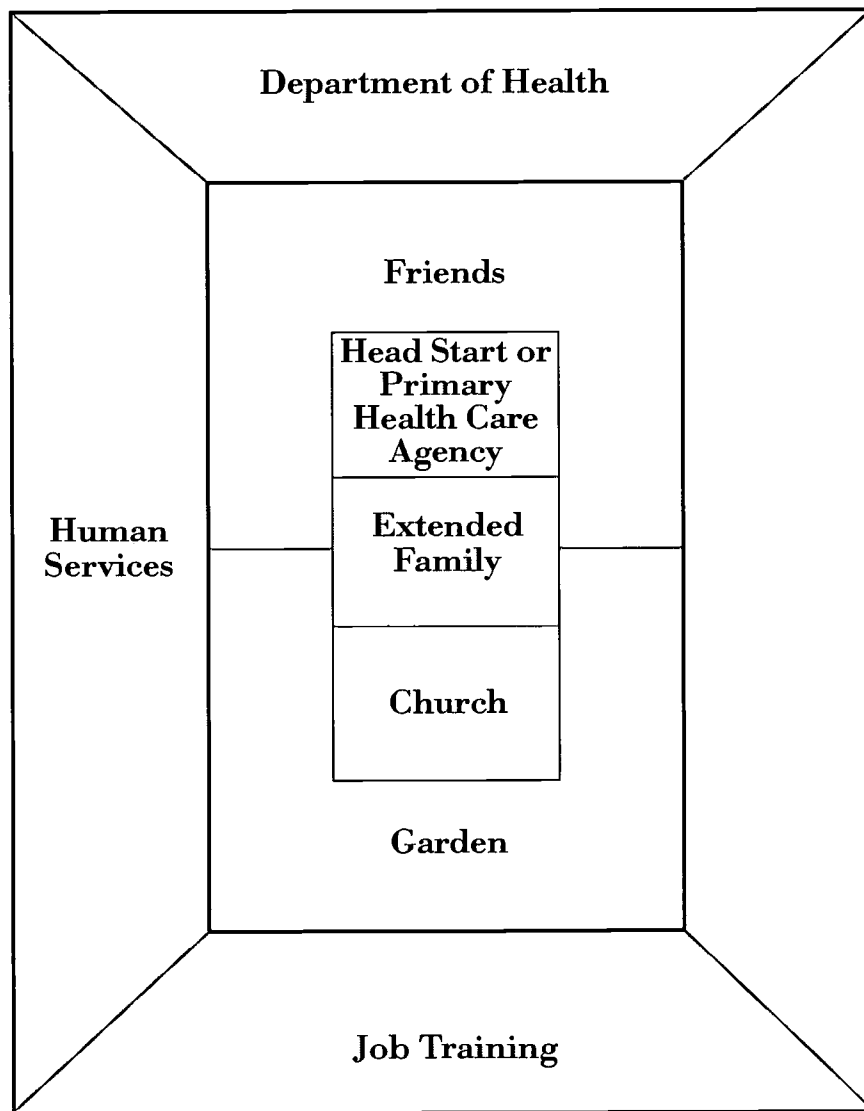 Department of Health
Friends
Head Start or
Primary
Health Care
Agency
Extended
Family
Human
Services
Church
Garden
Job Training